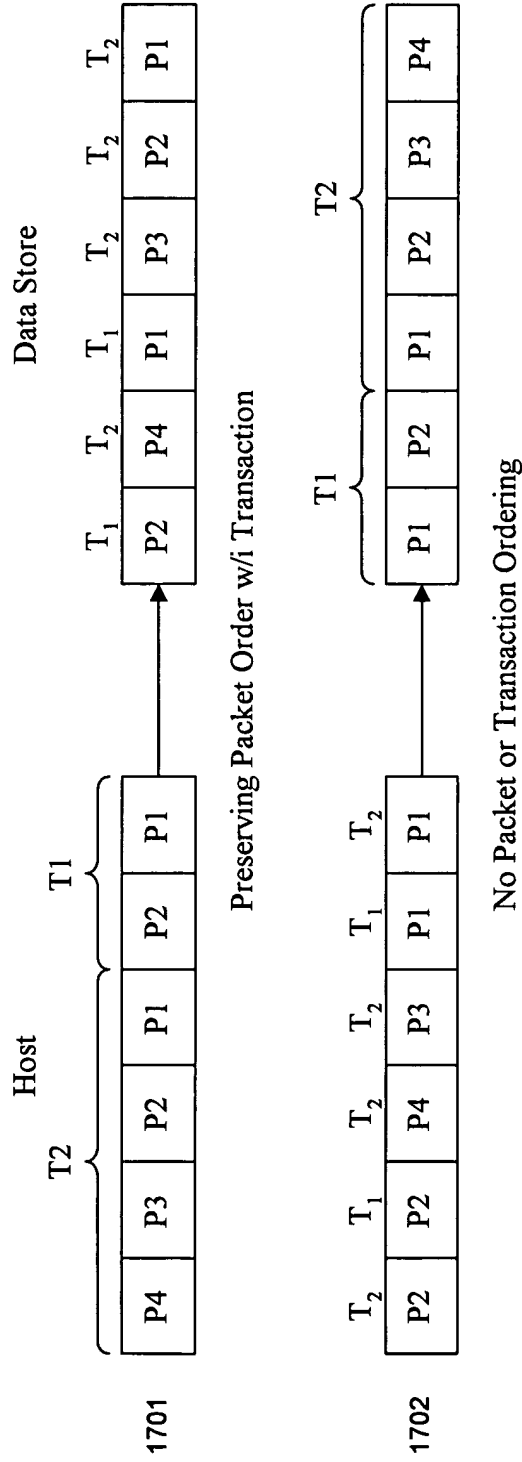 Host Data Store
T2 T1 T₁ T₂ T₁ T₂ T₂ T₂
1701 P4 P3 P2 P1 P2 P1 P2 P4 P1 P3 P2 P1
Preserving Packet Order w/i Transaction
T₂ T₁ T₂ T₂ T₁ T₂ T1 T2
1702 P2 P2 P4 P3 P1 P1 P1 P2 P1 P2 P3 P4
No Packet or Transaction Ordering